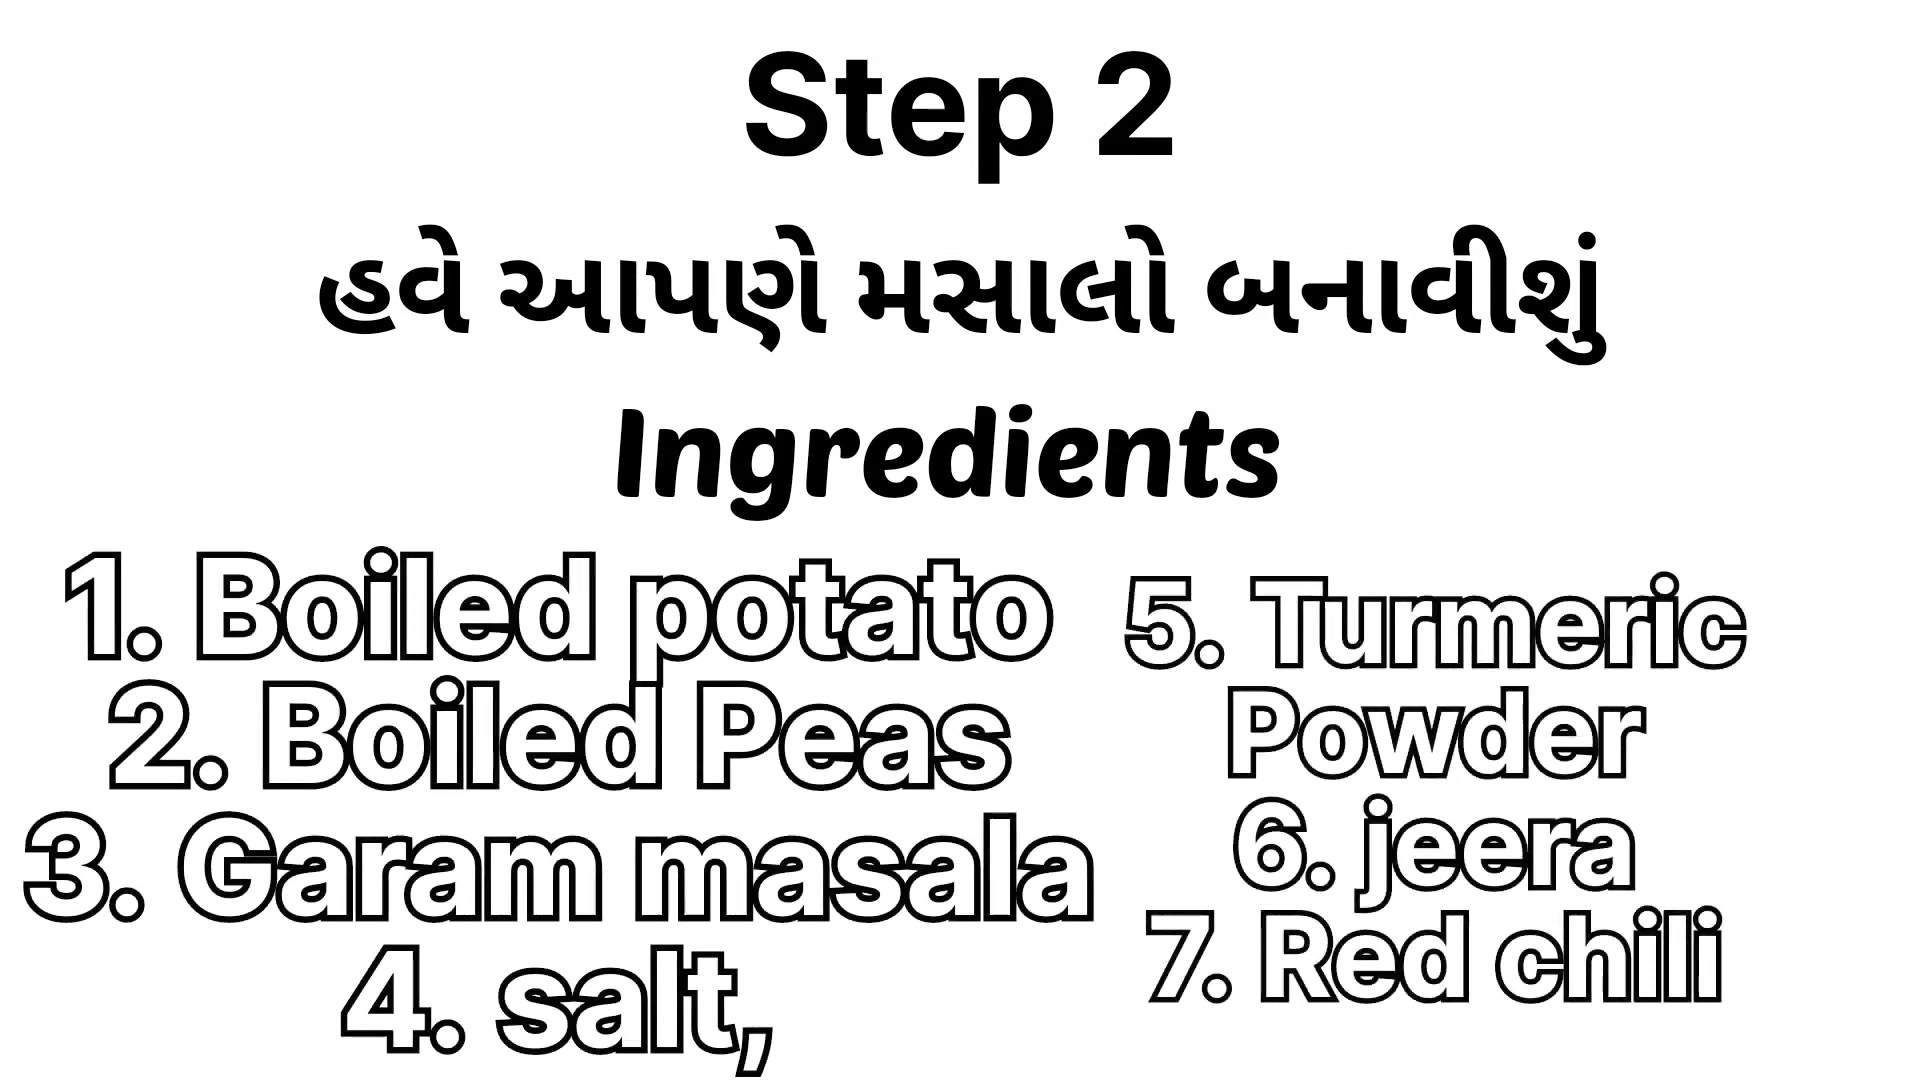 Step 2
હવે આપણે મસાલો બનાવીશું
Ingredients
1. Boiled potato
2. Boiled Peas
3. Garam masala
4. salt,
5. Turmeric
Powder
6. jeera
7. Red chili